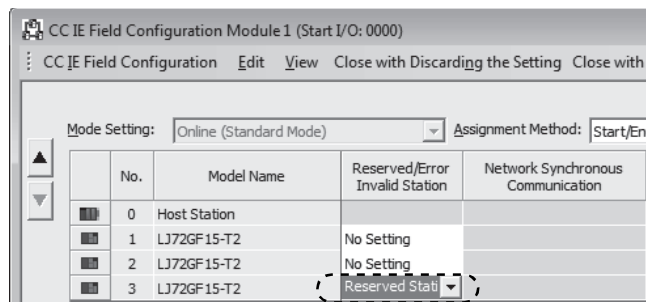 CC IE Field Configuration Module 1 (Start I/O: 0000)
CC IE Field Configuration Edit View Close with Discarding the Setting Close with
Mode Setting: Online (Standard Mode) Assignment Method: Start/En
No. Model Name Reserved/Error Invalid Station Network Synchronous Communication
0 Host Station
1 LJ72GF15-T2 No Setting
2 LJ72GF15-T2 No Setting
3 LJ72GF15-T2 Reserved Stati